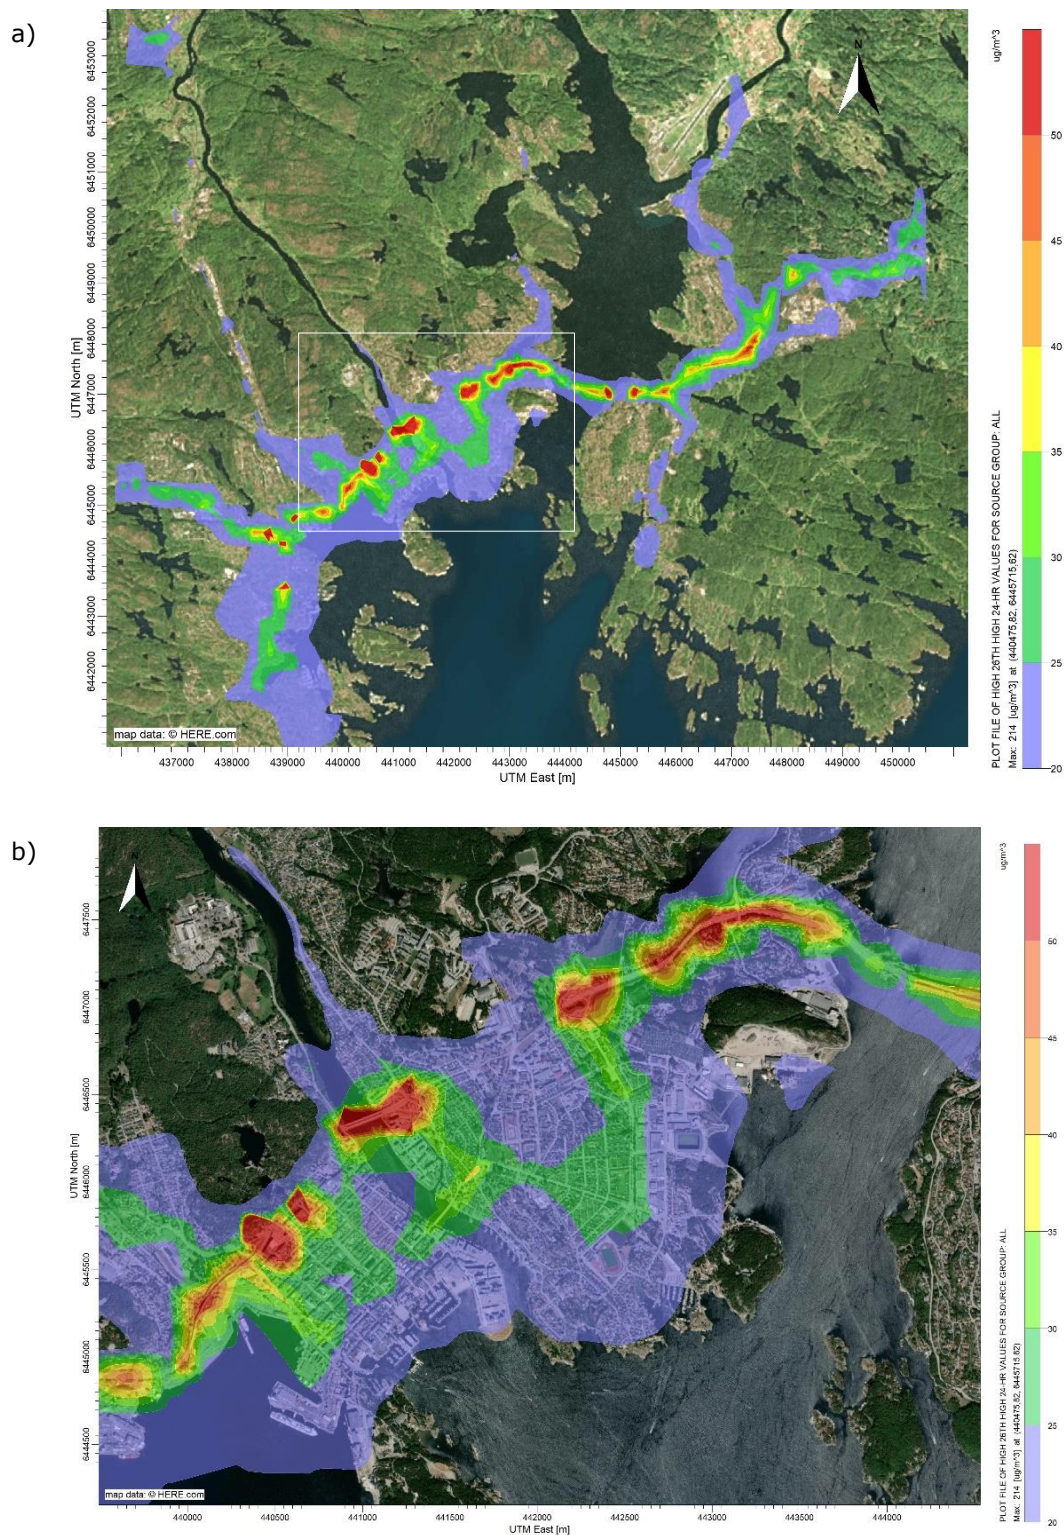 a)
N
ug/m^3
50
45
40
35
30
25
20
PLOT FILE OF HIGH 26TH HIGH 24-HR VALUES FOR SOURCE GROUP: ALL
Max: 214 [ug/m^3] at (440475,82, 6445715,62)
UTM North [m]
6453000
6452000
6451000
6450000
6449000
6448000
6447000
6446000
6445000
6444000
6443000
6442000
map data: © HERE.com
437000 438000 439000 440000 441000 442000 443000 444000 445000 446000 447000 448000 449000 450000
UTM East [m]
b)
ug/m^3
50
45
40
35
30
25
20
PLOT FILE OF HIGH 26TH HIGH 24-HR VALUES FOR SOURCE GROUP: ALL
Max: 214 [ug/m^3] at (440475,82, 6445715,62)
UTM North [m]
6447500
6447000
6446500
6446000
6445500
6445000
6444500
map data: © HERE.com
440000 440500 441000 441500 442000 442500 443000 443500 444000
UTM East [m]